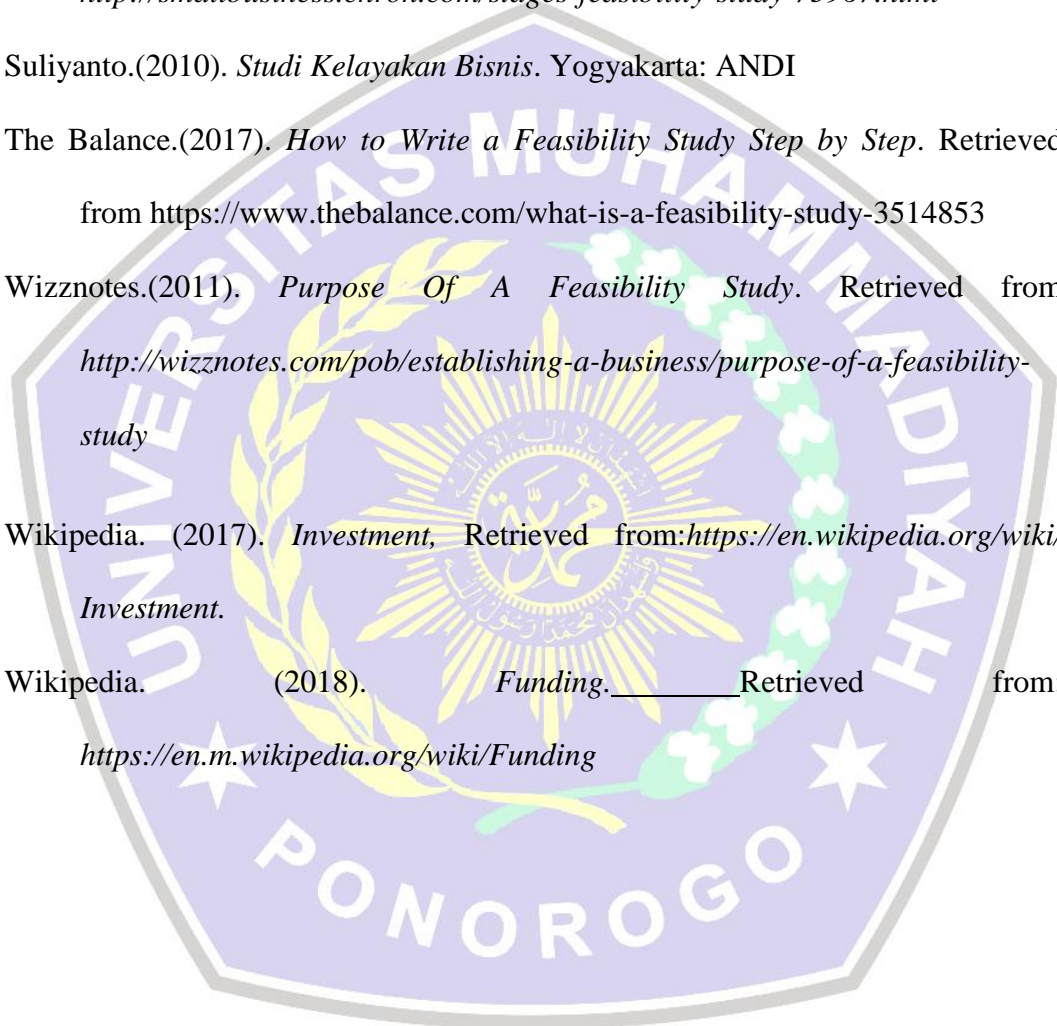 Suliyanto.(2010). Studi Kelayakan Bisnis. Yogyakarta: ANDI
The Balance.(2017). How to Write a Feasibility Study Step by Step. Retrieved
from https://www.thebalance.com/what-is-a-feasibility-study-3514853
Wizznotes.(2011). Purpose Of A Feasibility Study. Retrieved from
http://wizznotes.com/pob/establishing-a-business/purpose-of-a-feasibility-
study
Wikipedia. (2017). Investment, Retrieved from:https://en.wikipedia.org/wiki/
Investment.
Wikipedia. (2018). Funding. Retrieved from:
https://en.m.wikipedia.org/wiki/Funding
UNIVERSITAS MUHAMMADIYAH
PONOROGO